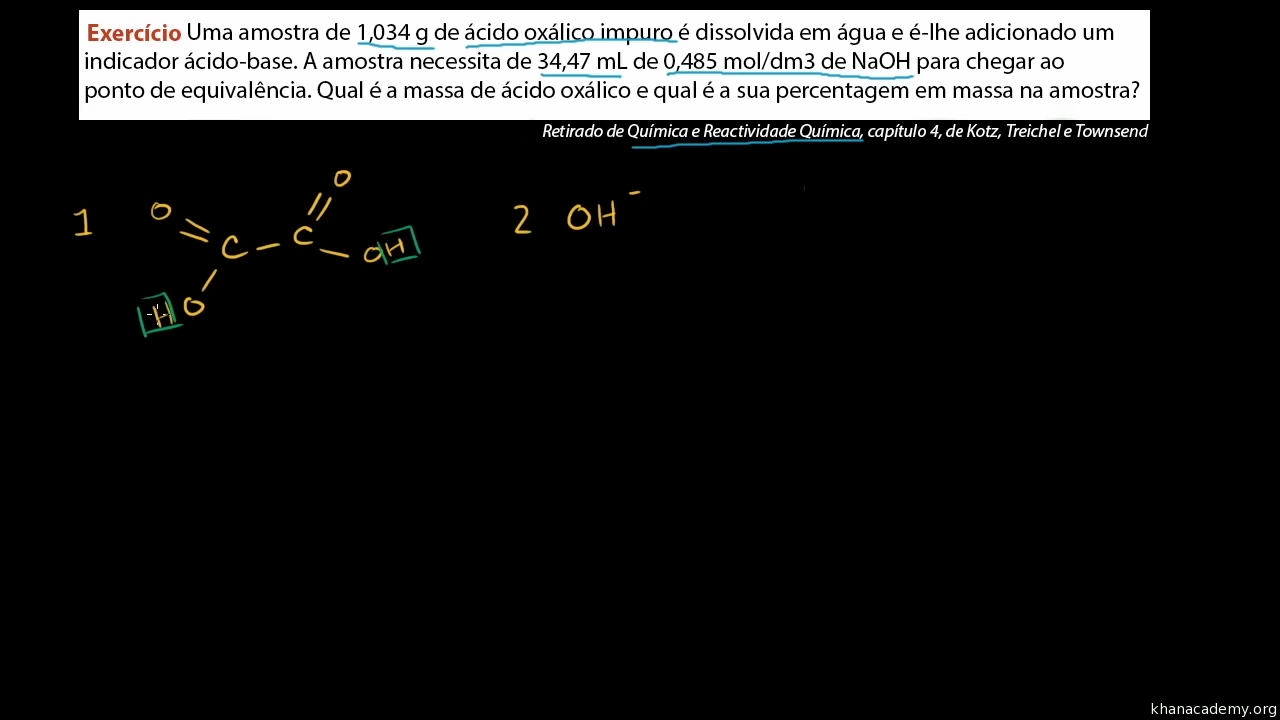 Exercício Uma amostra de 1,034 g de ácido oxálico impuro é dissolvida em água e é-lhe adicionado um
indicador ácido-base. A amostra necessita de 34,47 mL de 0,485 mol/dm3 de NaOH para chegar ao
ponto de equivalência. Qual é a massa de ácido oxálico e qual é a sua percentagem em massa na amostra?
Retirado de Química e Reactividade Química, capítulo 4, de Kotz, Treichel e Townsend
O
1 O C - C OH 2 OH⁻
H O
khanacademy.org